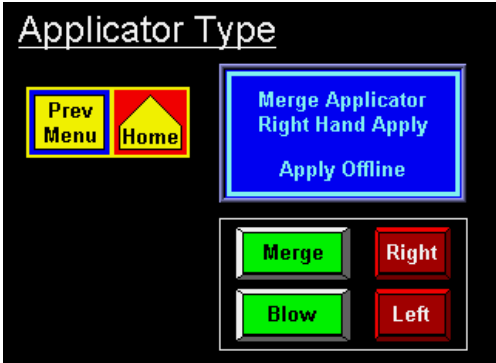 Applicator Type
Prev
Menu
Home
Merge Applicator
Right Hand Apply
Apply Offline
Merge
Right
Blow
Left